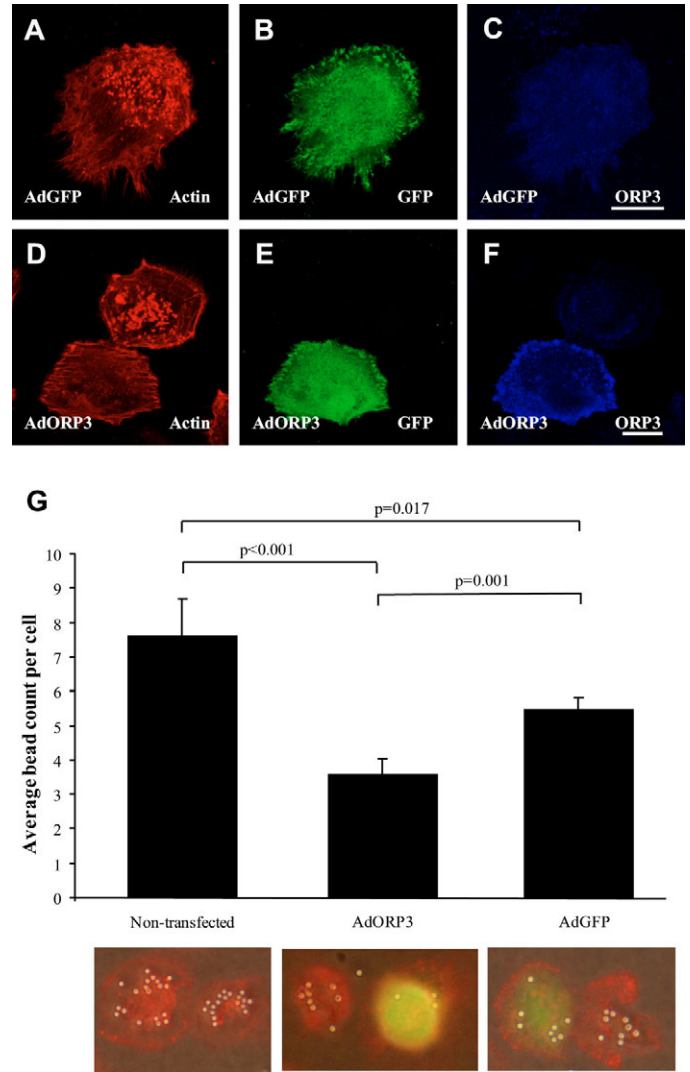 A
B
C
AdGFP Actin
AdGFP GFP
AdGFP ORP3
D
E
F
AdORP3 Actin
AdORP3 GFP
AdORP3 ORP3
G
p=0.017
p<0.001
p=0.001
10
9
8
7
6
5
4
3
2
1
0
Average bead count per cell
Non-transfected AdORP3 AdGFP